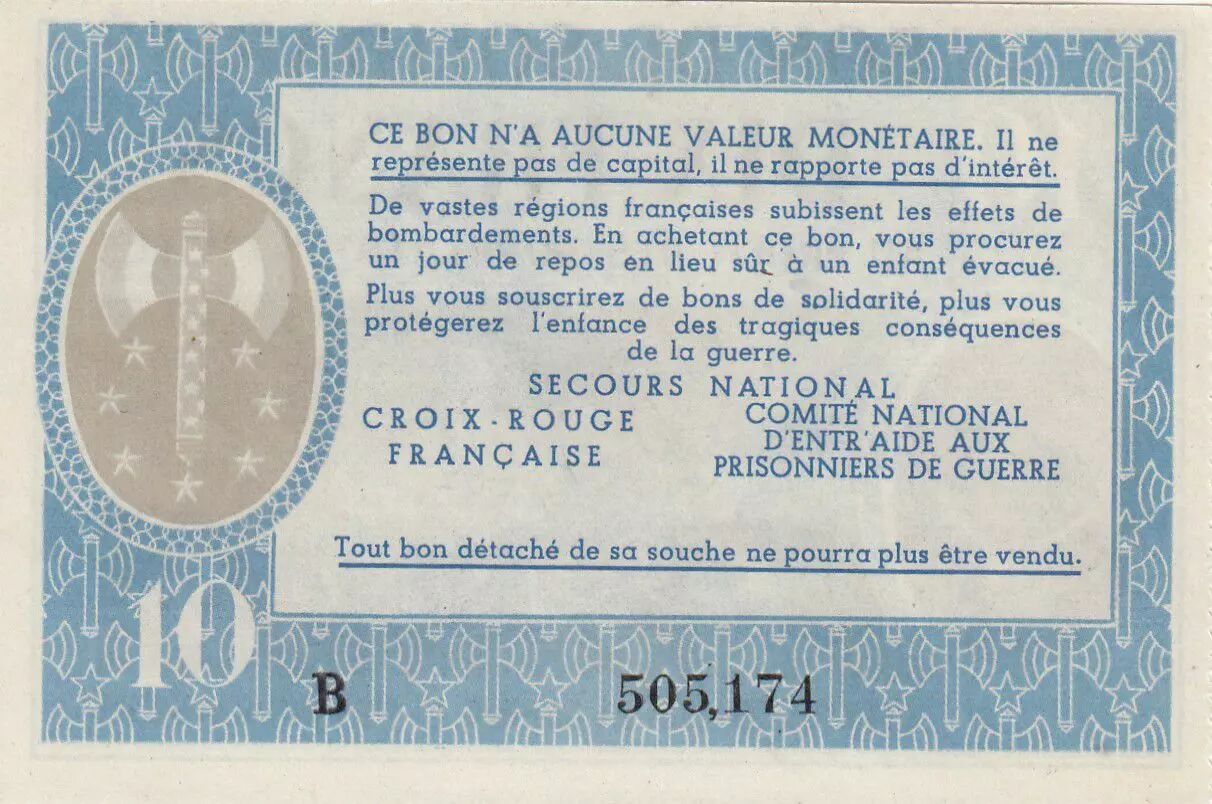 CE BON N'A AUCUNE VALEUR MONÉTAIRE. Il ne
représente pas de capital, il ne rapporte pas d'intérêt.
De vastes régions françaises subissent les effets de
bombardements. En achetant ce bon, vous procurez
un jour de repos en lieu sûr à un enfant évacué.
Plus vous souscrirez de bons de solidarité, plus vous
protégerez l'enfance des tragiques conséquences
de la guerre.
SECOURS NATIONAL
CROIX-ROUGE
FRANÇAISE
COMITÉ NATIONAL
D'ENTR'AIDE AUX
PRISONNIERS DE GUERRE
Tout bon détaché de sa souche ne pourra plus être vendu.
10
B 505,174